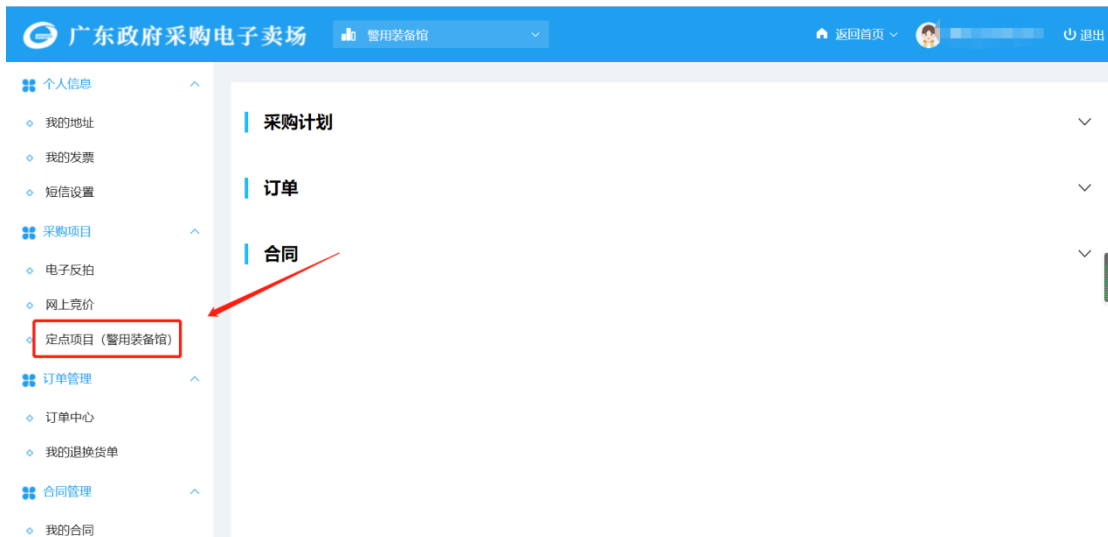 广东政府采购电子卖场
警用装备馆
返回首页
退出
个人信息
我的地址
我的发票
短信设置
采购项目
电子反拍
网上竞价
定点项目（警用装备馆）
订单管理
订单中心
我的退换货单
合同管理
我的合同
采购计划
订单
合同